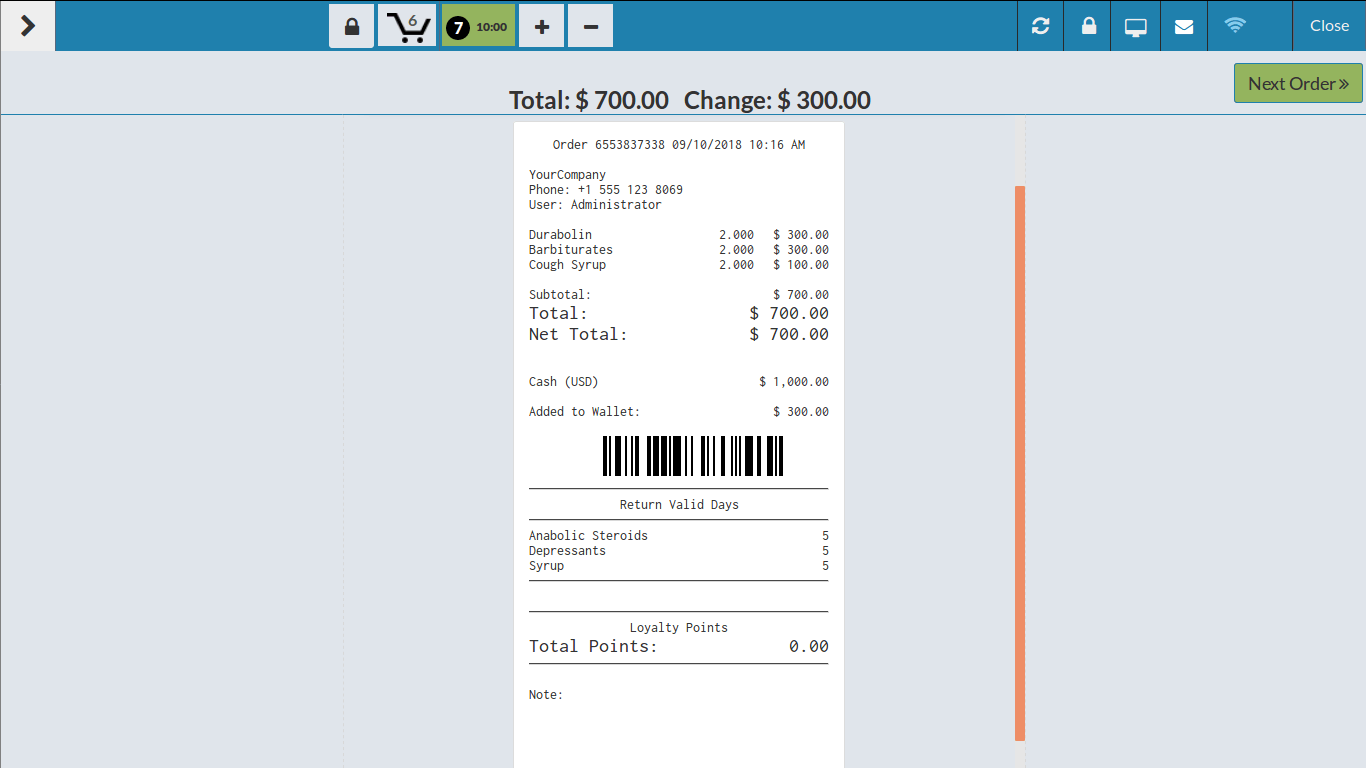 6
7 10:00
Close
Next Order
Total: $ 700.00 Change: $ 300.00
Order 6553837338 09/10/2018 10:16 AM
YourCompany
Phone: +1 555 123 8069
User: Administrator
Durabolin 2.000 $ 300.00
Barbiturates 2.000 $ 300.00
Cough Syrup 2.000 $ 100.00
Subtotal: $ 700.00
Total: $ 700.00
Net Total: $ 700.00
Cash (USD) $ 1,000.00
Added to Wallet: $ 300.00
Return Valid Days
Anabolic Steroids 5
Depressants 5
Syrup 5
Loyalty Points
Total Points: 0.00
Note: